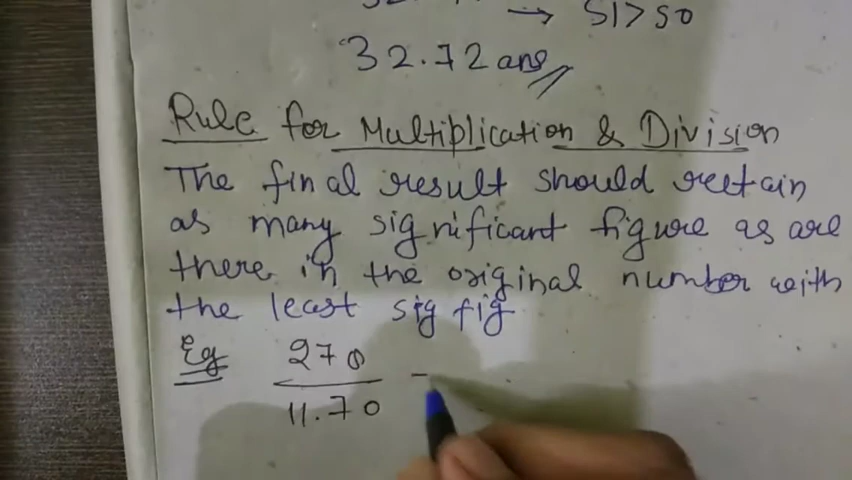 → 51>50
32.72 ans
Rule for Multiplication & Division
The final result should reetain
as many significant figure as are
there in the original number with
the least sig fig
Eg 270
11.70